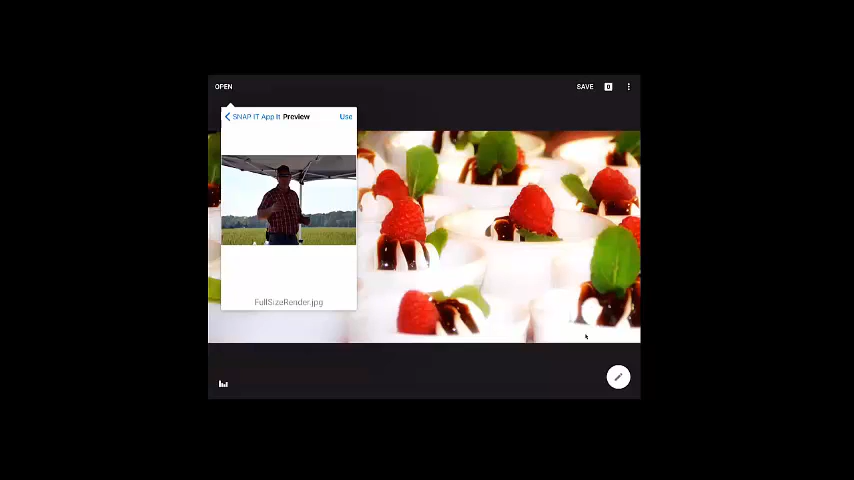 OPEN
SAVE
SNAP IT App It Preview Use
FullSizeRender.jpg